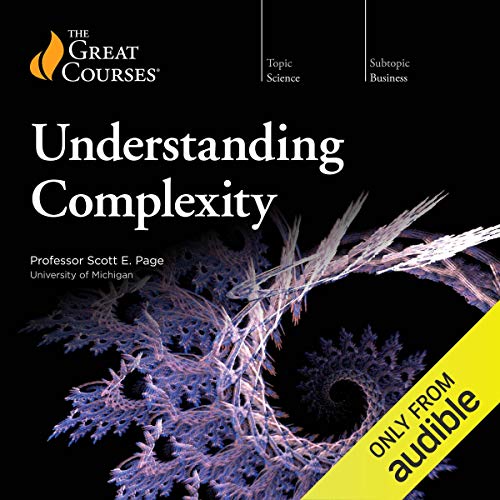 THE
GREAT
COURSES®
Topic
Science
Subtopic
Business
Understanding
Complexity
Professor Scott E. Page
University of Michigan
ONLY FROM
audible